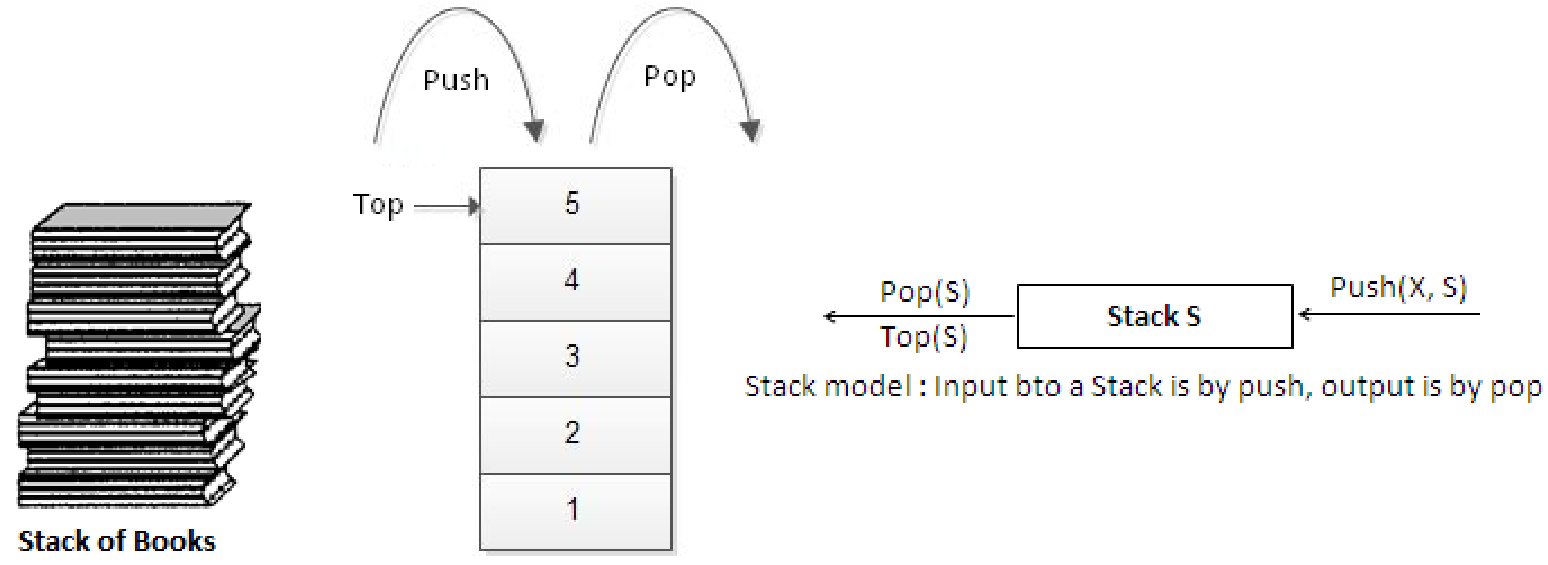 Push
Pop
Top
5
4
3
2
1
Stack of Books
Pop(S)
Top(S)
Stack S
Push(X, S)
Stack model : Input bto a Stack is by push, output is by pop